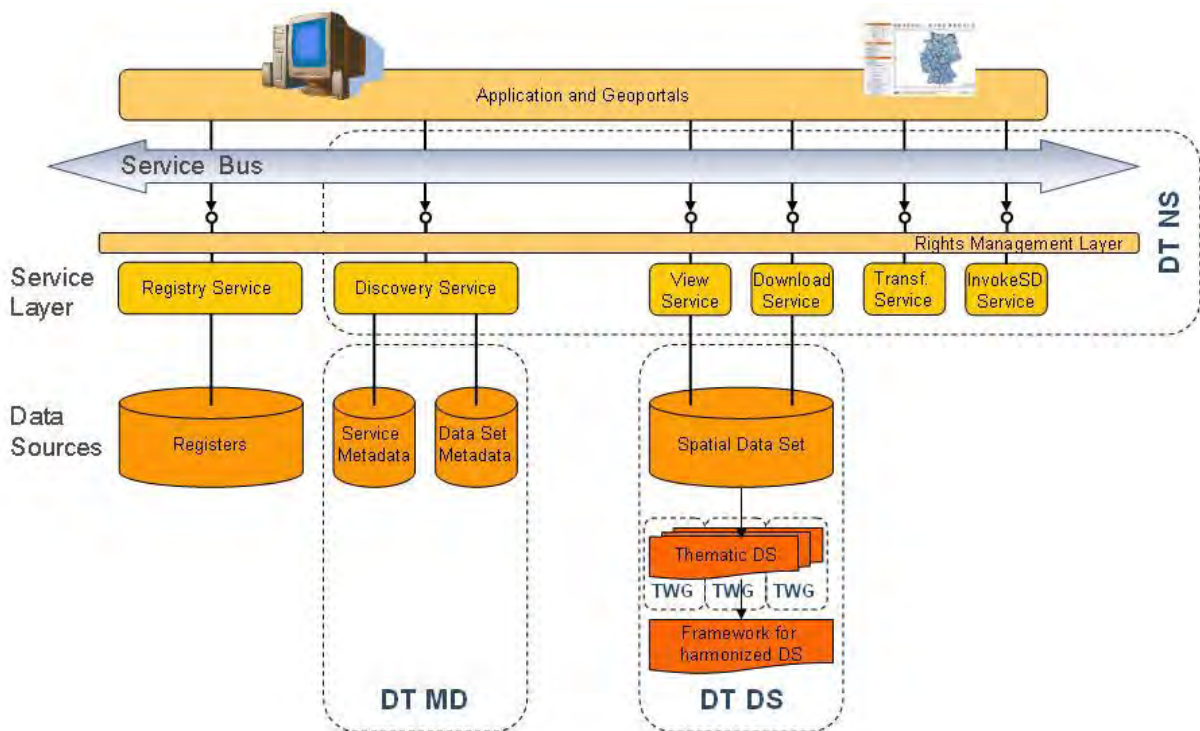 Application and Geoportals
Service Bus
DT NS
Rights Management Layer
Service
Layer
Registry Service
Discovery Service
View
Service
Download
Service
Transf.
Service
InvokeSD
Service
Data
Sources
Registers
Service
Metadata
Data Set
Metadata
Spatial Data Set
Thematic DS
TWG
TWG
TWG
Framework for
harmonized DS
DT MD
DT DS